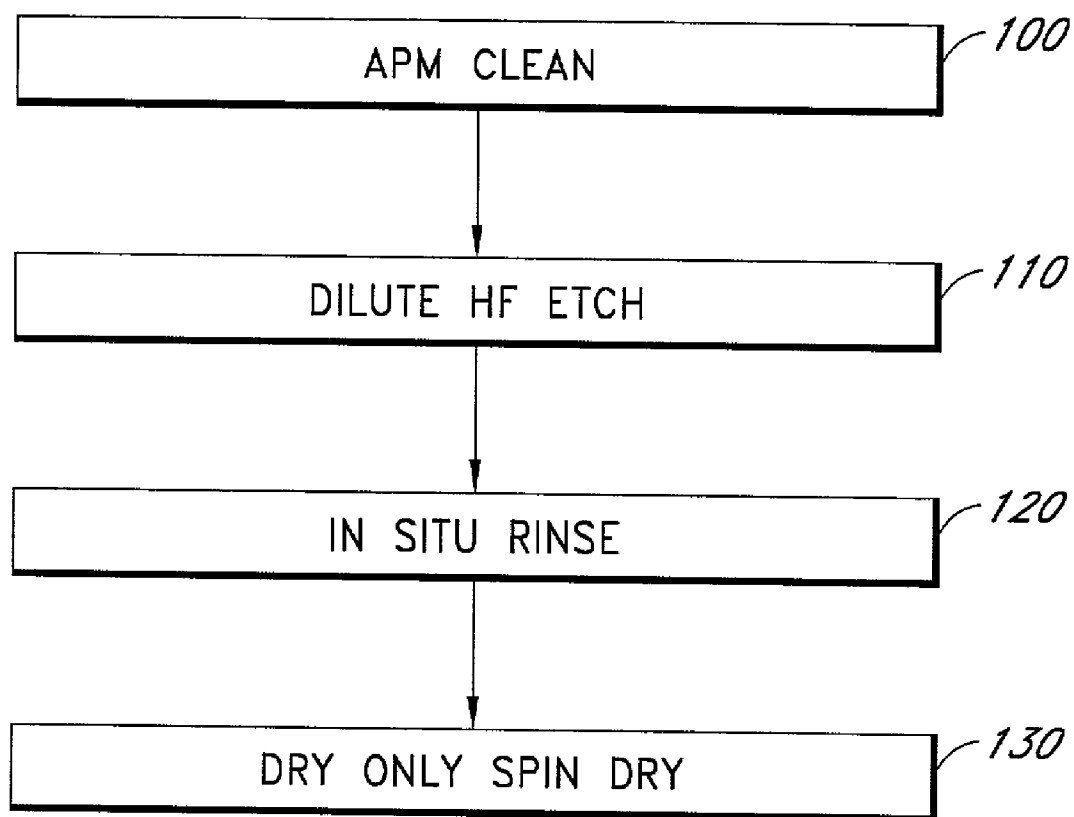 APM CLEAN
100
DILUTE HF ETCH
110
IN SITU RINSE
120
DRY ONLY SPIN DRY
130